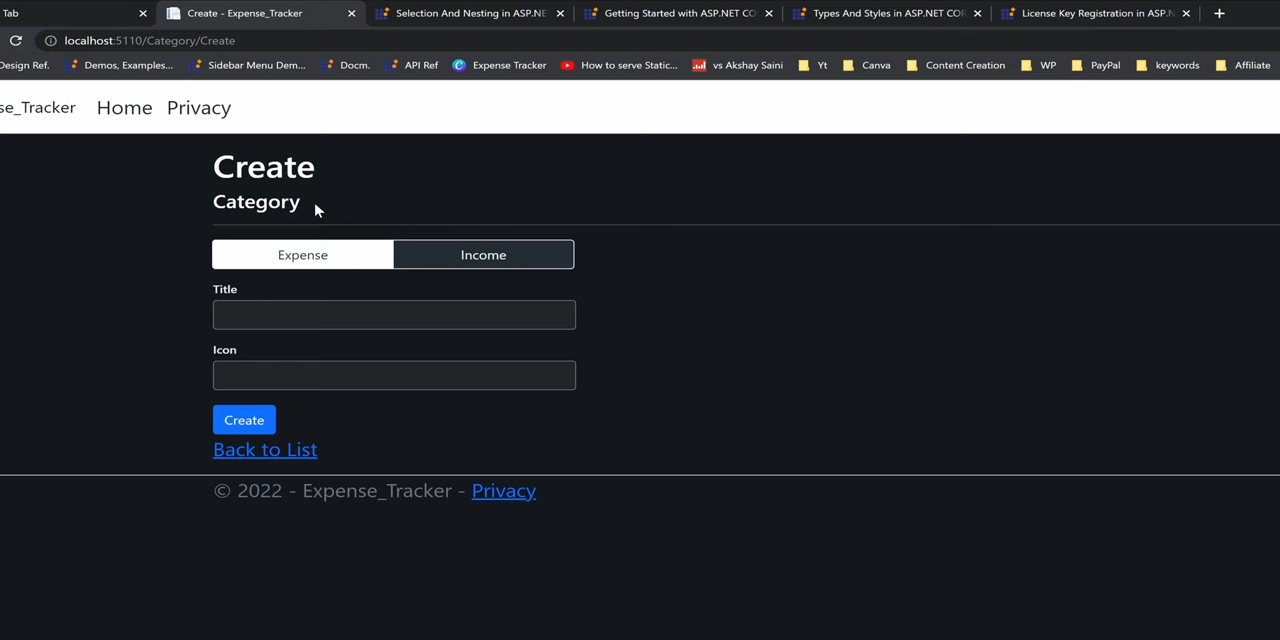 Tab Create - Expense_Tracker Selection And Nesting in ASP.NE Getting Started with ASP.NET CO Types And Styles in ASP.NET COR License Key Registration in ASP.N
localhost:5110/Category/Create
Design Ref. Demos, Examples... Sidebar Menu Dem... Docm. API Ref Expense Tracker How to serve Static... vs Akshay Saini Yt Canva Content Creation WP PayPal keywords Affiliate
se_Tracker Home Privacy
Create
Category
Expense Income
Title
Icon
Create
Back to List
© 2022 - Expense_Tracker - Privacy